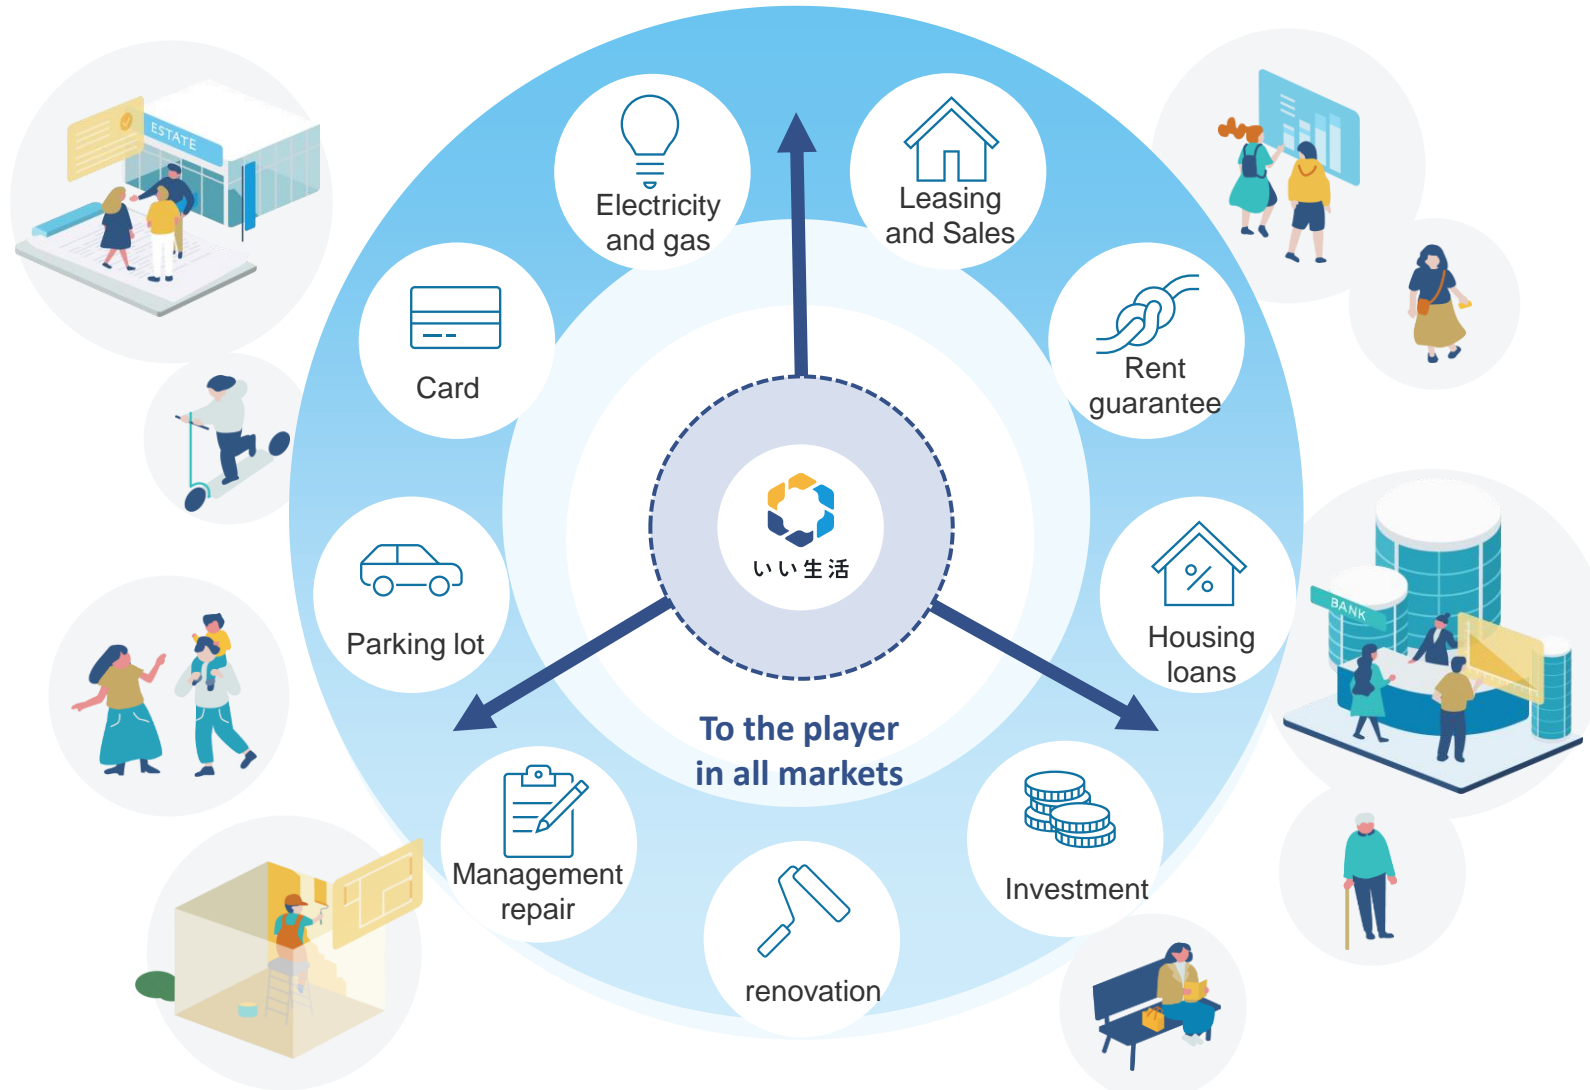 ESTATE
Electricity
and gas
Leasing
and Sales
Card
Rent
guarantee
いい生活
Parking lot
Housing
loans
BANK
To the player
in all markets
Management
repair
Investment
renovation